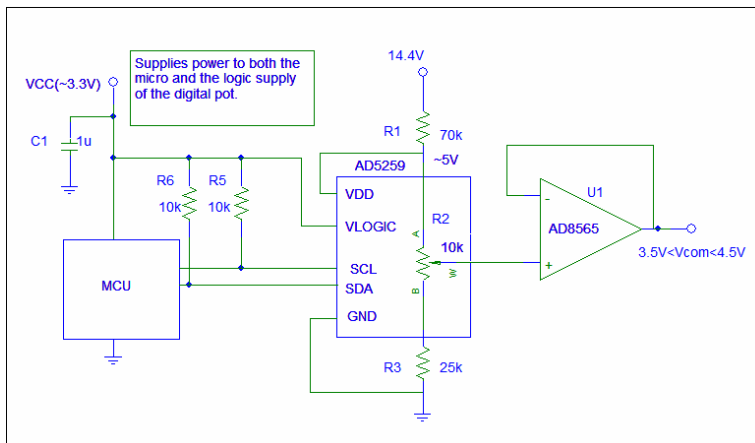 Supplies power to both the
micro and the logic supply
of the digital pot.
14.4V
VCC(~3.3V)
C1
1u
R1
70k
~5V
AD5259
R6
10k
R5
10k
VDD
VLOGIC
SCL
SDA
GND
R2
10k
A
W
B
R3
25k
MCU
U1
-
+
AD8565
3.5V<Vcom<4.5V